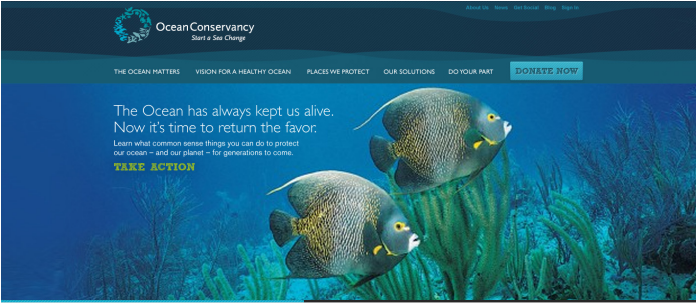 About Us News Get Social Blog Sign In
OceanConservancy
Start a Sea Change
THE OCEAN MATTERS VISION FOR A HEALTHY OCEAN PLACES WE PROTECT OUR SOLUTIONS DO YOUR PART DONATE NOW
The Ocean has always kept us alive.
Now it's time to return the favor.
Learn what common sense things you can do to protect
our ocean – and our planet – for generations to come.
TAKE ACTION